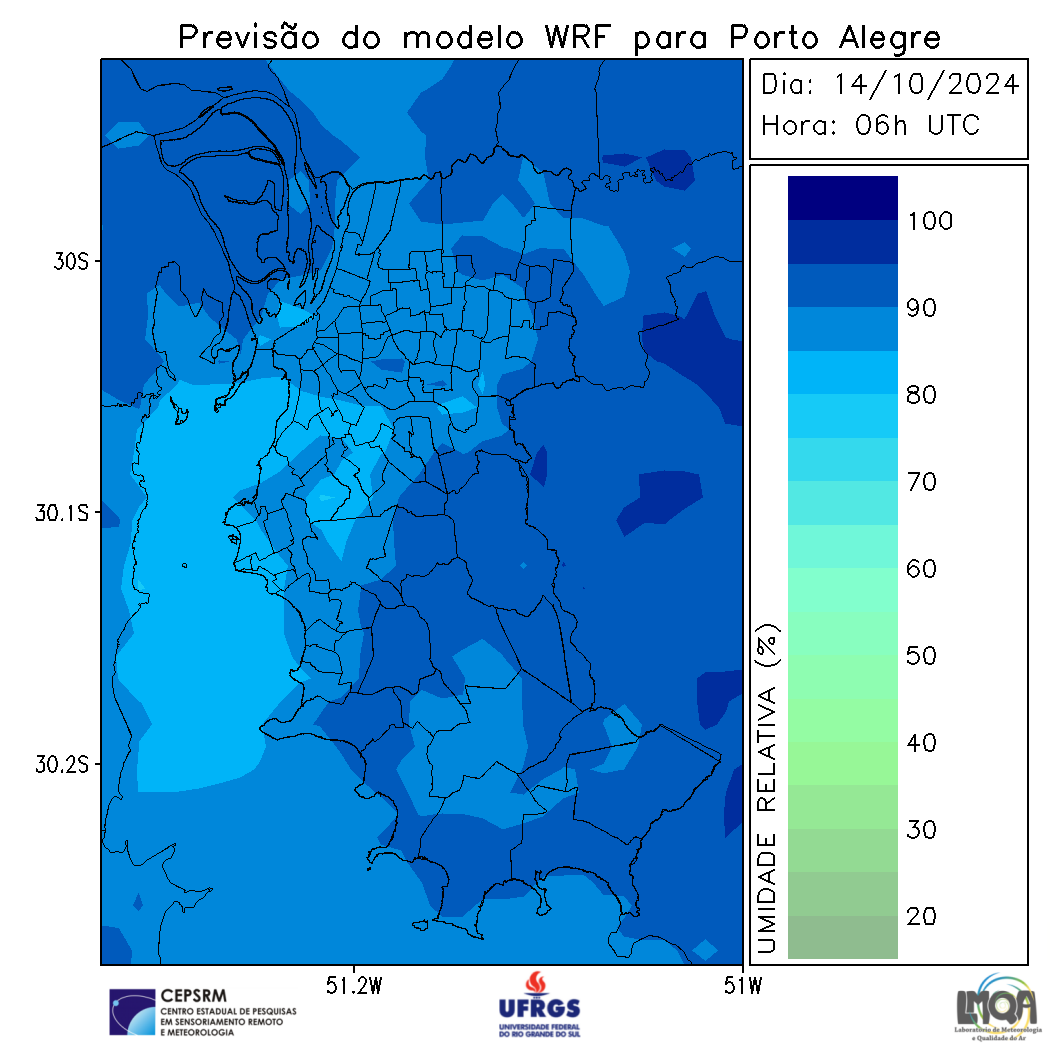 Previsão do modelo WRF para Porto Alegre
Dia: 14/10/2024
Hora: 06h UTC
30S
30.1S
30.2S
51.2W
51W
100
90
80
70
60
50
40
30
20
UMIDADE RELATIVA (%)
CEPSRM
CENTRO ESTADUAL DE PESQUISAS
EM SENSORIAMENTO REMOTO
E METEOROLOGIA
UFRGS
UNIVERSIDADE FEDERAL
DO RIO GRANDE DO SUL
LMQA
Laboratório de Meteorologia
e Qualidade do Ar